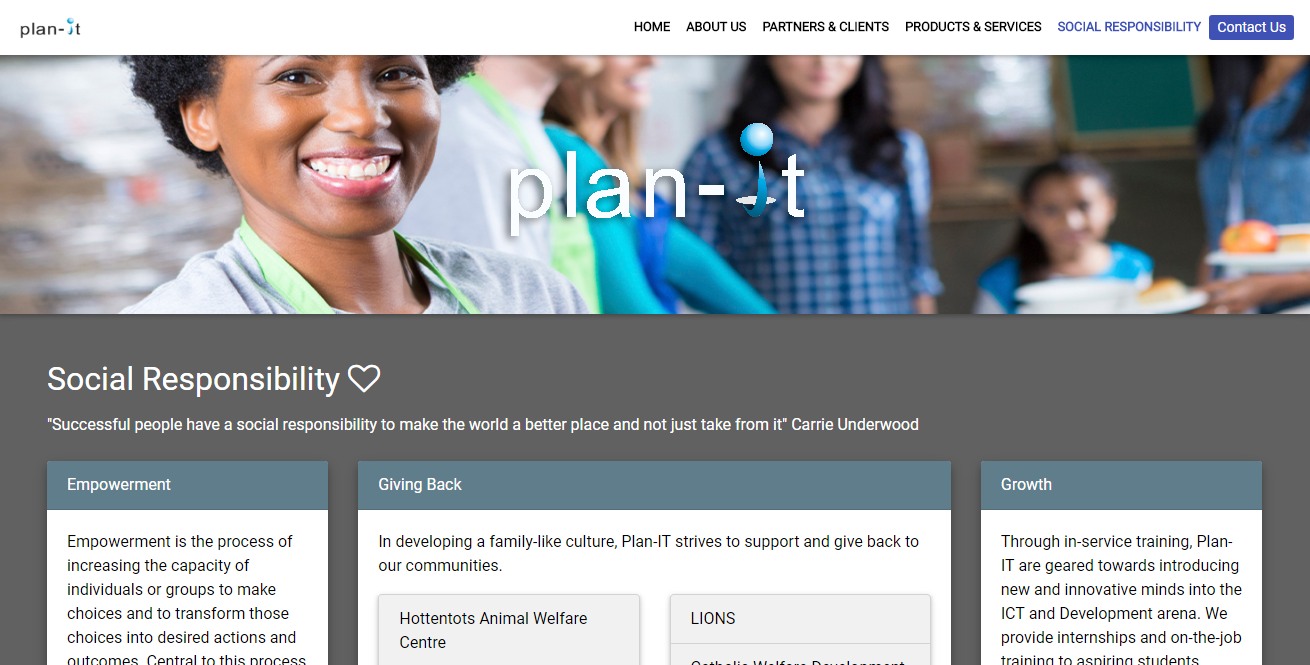 plan-it
HOME ABOUT US PARTNERS & CLIENTS PRODUCTS & SERVICES SOCIAL RESPONSIBILITY Contact Us
plan-it
Social Responsibility
"Successful people have a social responsibility to make the world a better place and not just take from it" Carrie Underwood
Empowerment
Empowerment is the process of
increasing the capacity of
individuals or groups to make
choices and to transform those
choices into desired actions and
outcomes. Central to this process
Giving Back
In developing a family-like culture, Plan-IT strives to support and give back to
our communities.
Hottentots Animal Welfare
Centre
LIONS
Catholic Welfare Development
Growth
Through in-service training, Plan-
IT are geared towards introducing
new and innovative minds into the
ICT and Development arena. We
provide internships and on-the-job
training to aspiring students